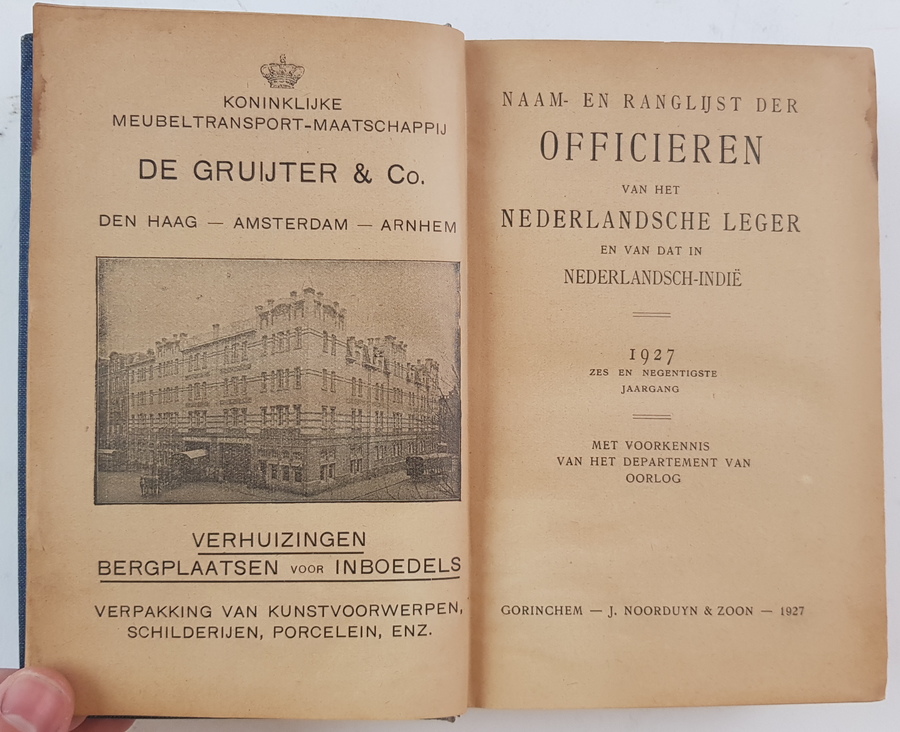 KONINKLIJKE
MEUBELTRANSPORT-MAATSCHAPPIJ
DE GRUIJTER & Co.
DEN HAAG — AMSTERDAM — ARNHEM
VERHUIZINGEN
BERGPLAATSEN VOOR INBOEDELS
VERPAKKING VAN KUNSTVOORWERPEN,
SCHILDERIJEN, PORCELEIN, ENZ.
NAAM- EN RANGLIJST DER
OFFICIEREN
VAN HET
NEDERLANDSCHE LEGER
EN VAN DAT IN
NEDERLANDSCH-INDIË
1927
ZES EN NEGENTIGSTE
JAARGANG
MET VOORKENNIS
VAN HET DEPARTEMENT VAN
OORLOG
GORINCHEM — J. NOORDUYN & ZOON — 1927